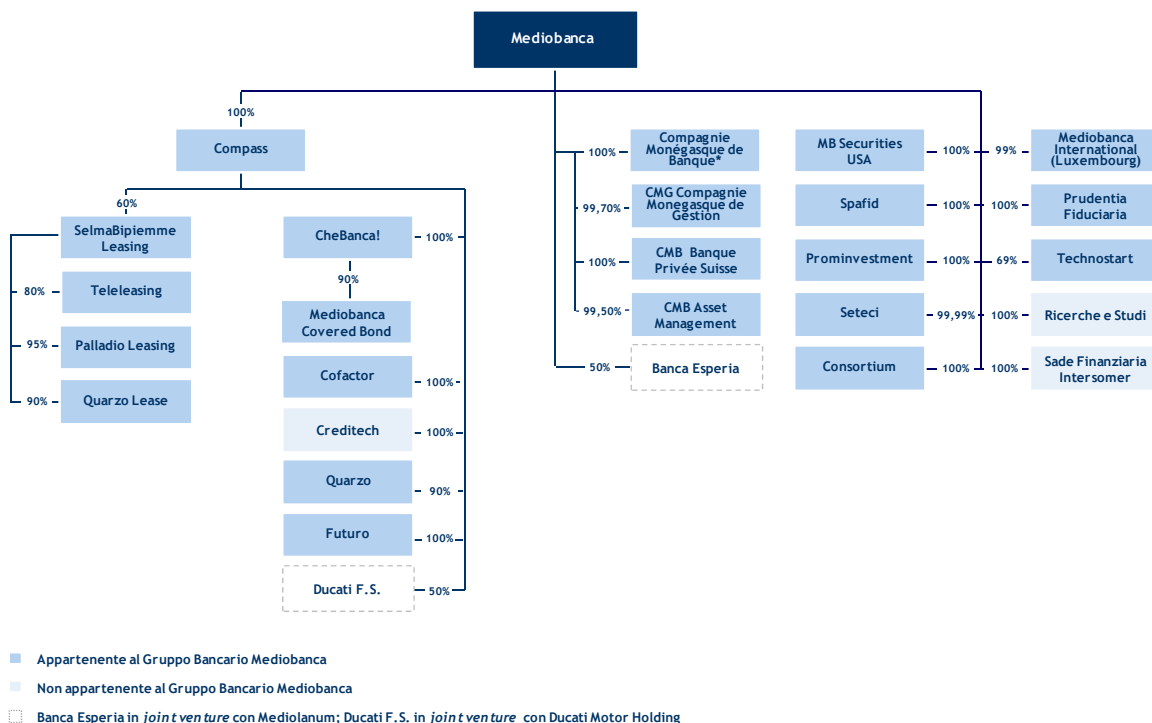 Mediobanca
100%
Compass
60%
SelmaBipiemme
Leasing
80%
Teleleasing
95%
Palladio Leasing
90%
Quarzo Lease
CheBanca!
100%
90%
Mediobanca
Covered Bond
Cofactor
100%
Creditech
100%
Quarzo
90%
Futuro
100%
Ducati F.S.
50%
100%
Compagnie
Monégasque de
Banque*
99,70%
CMG Compagnie
Monegasque de
Gestion
100%
CMB Banque
Privée Suisse
99,50%
CMB Asset
Management
50%
Banca Esperia
MB Securities
USA
100%
99%
Mediobanca
International
(Luxembourg)
Spafid
100%
100%
Prudentia
Fiduciaria
Prominvestment
100%
69%
Technostart
Seteci
99,99%
100%
Ricerche e Studi
Consortium
100%
100%
Sade Finanziaria
Intersomer
Appartenente al Gruppo Bancario Mediobanca
Non appartenente al Gruppo Bancario Mediobanca
Banca Esperia in joint venture con Mediolanum; Ducati F.S. in joint venture con Ducati Motor Holding